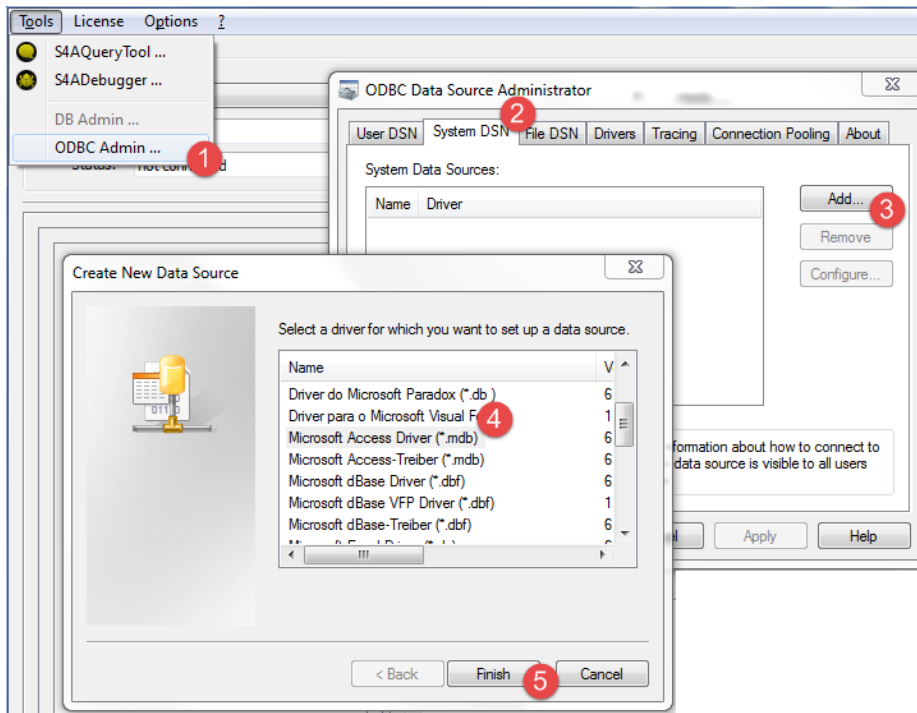 Tools License Options ?
S4AQueryTool ...
S4ADebugger ...
DB Admin ...
ODBC Admin ...
1
Status: not connected
ODBC Data Source Administrator
2
User DSN System DSN File DSN Drivers Tracing Connection Pooling About
System Data Sources:
Name Driver
Add...
3
Remove
Configure...
formation about how to connect to
data source is visible to all users
Apply Help
Create New Data Source
Select a driver for which you want to set up a data source.
Name V
Driver do Microsoft Paradox (*.db ) 6
Driver para o Microsoft Visual F 1
4
Microsoft Access Driver (*.mdb) 6
Microsoft Access-Treiber (*.mdb) 6
Microsoft dBase Driver (*.dbf) 6
Microsoft dBase VFP Driver (*.dbf) 1
Microsoft dBase-Treiber (*.dbf) 6
0110
< Back Finish Cancel
5